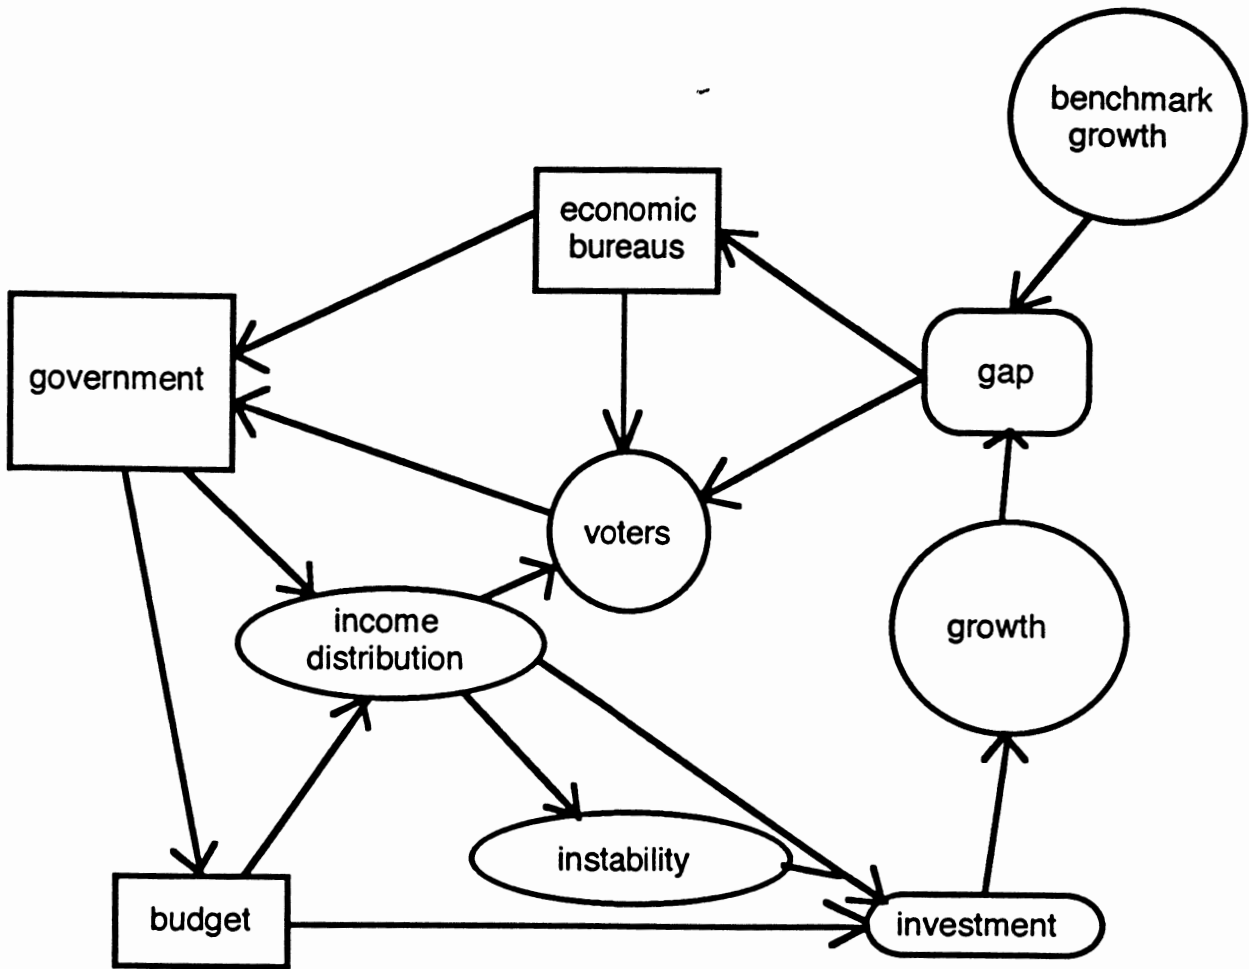 benchmark
growth
economic
bureaus
government
gap
voters
income
distribution
growth
instability
budget
investment